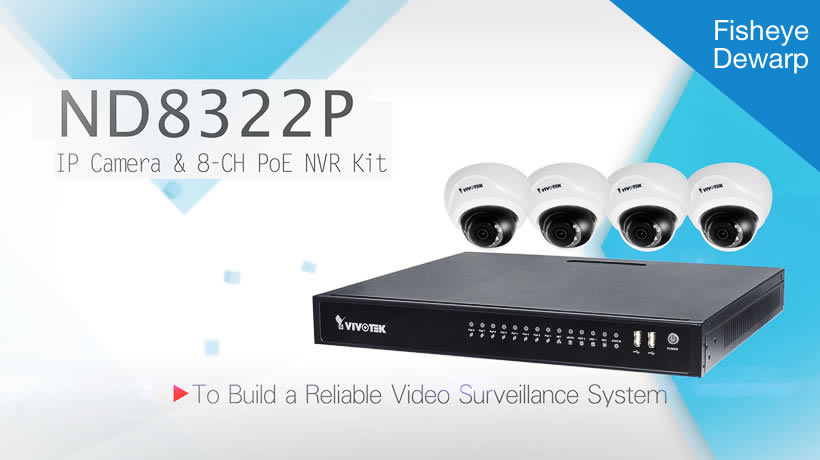 Fisheye
Dewarp
ND8322P
IP Camera & 8-CH PoE NVR Kit
VIVOTEK
VIVOTEK
VIVOTEK
VIVOTEK
VIVOTEK
To Build a Reliable Video Surveillance System